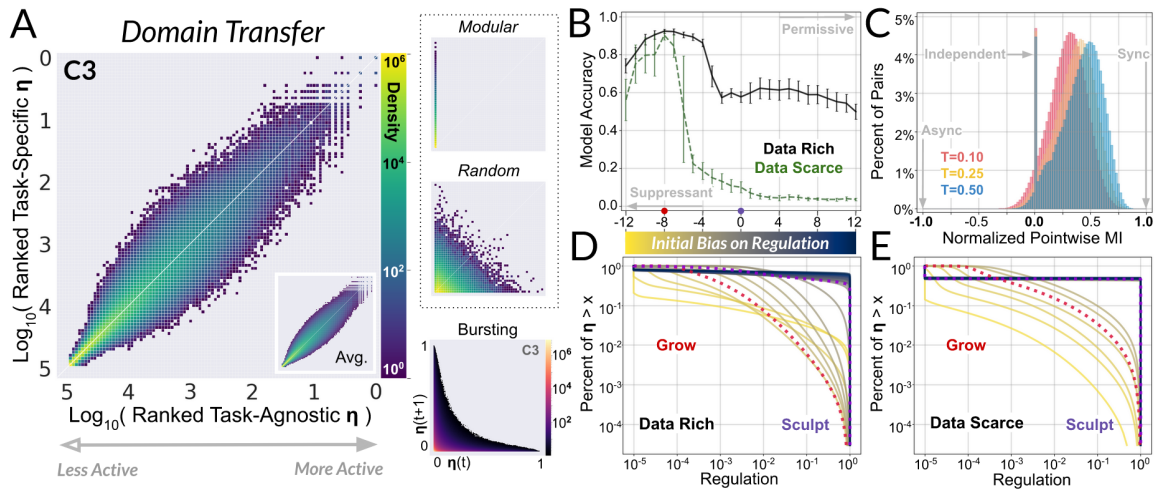 A
Domain Transfer
C3
Log10( Ranked Task-Specific η )
0
1
2
3
4
5
5
4
3
2
1
0
Log10( Ranked Task-Agnostic η )
Less Active
More Active
Avg.
Density
10^6
10^4
10^2
10^0
Modular
Random
Bursting
C3
η(t+1)
1
0
0
η(t)
1
10^6
10^4
10^2
B
Model Accuracy
1.0
0.8
0.6
0.4
0.2
0.0
Permissive
Data Rich
Data Scarce
Suppressant
-12
-8
-4
0
4
8
12
Initial Bias on Regulation
C
Percent of Pairs
5%
4%
3%
2%
1%
0%
Independent
Sync
Async
T=0.10
T=0.25
T=0.50
-1.0
-0.5
0.0
0.5
1.0
Normalized Pointwise MI
D
Percent of η > x
10^0
10^-1
10^-2
10^-3
10^-4
Grow
Data Rich
Sculpt
10^-5
10^-4
10^-3
10^-2
10^-1
10^0
Regulation
E
Percent of η > x
10^0
10^-1
10^-2
10^-3
10^-4
Grow
Data Scarce
Sculpt
10^-5
10^-4
10^-3
10^-2
10^-1
10^0
Regulation